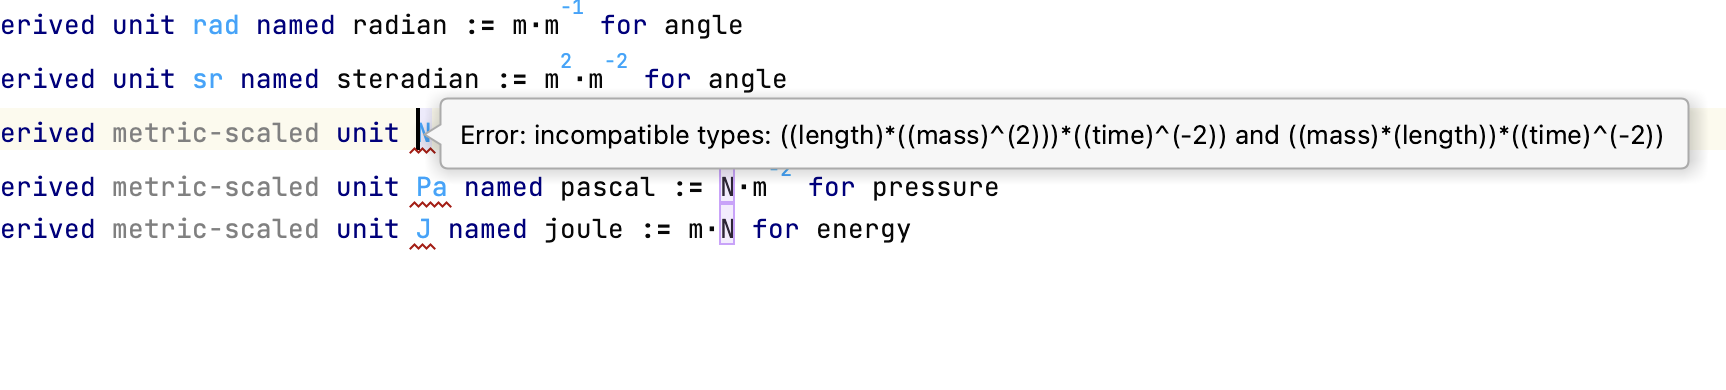 erived unit rad named radian := m·m⁻¹ for angle
erived unit sr named steradian := m²·m⁻² for angle
erived metric-scaled unit N
Error: incompatible types: ((length)*((mass)^(2)))*((time)^(-2)) and ((mass)*(length))*((time)^(-2))
erived metric-scaled unit Pa named pascal := N·m⁻² for pressure
erived metric-scaled unit J named joule := m·N for energy